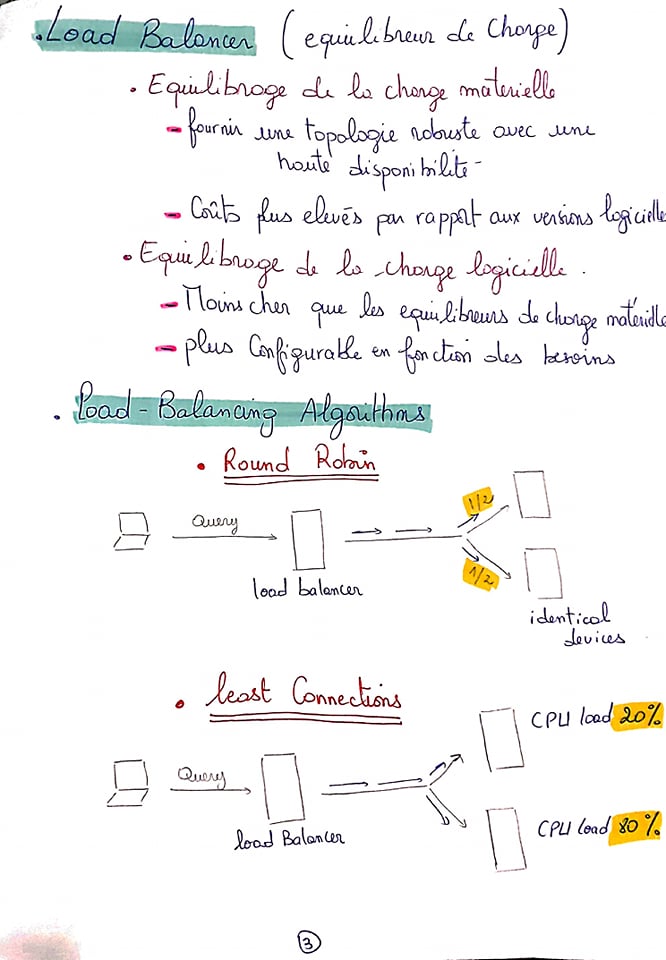 .Load Balancer (equilibreur de Charge)
. Equilibrage de la charge materielle
- fournir une topologie robuste avec une
haute disponibilité-
- Coûts plus elevés par rapport aux versions logicielle
. Equilibrage de la charge logicielle.
- Moins cher que les equilibreurs de charge matérielle
- plus Configurable en fonction des besoins
. Load-Balancing Algorithms
. Round Robin
Query
1/2
1/2
load balancer
identical
devices
. least Connections
CPU load 20%
Query
CPU load 80%
load Balancer
3